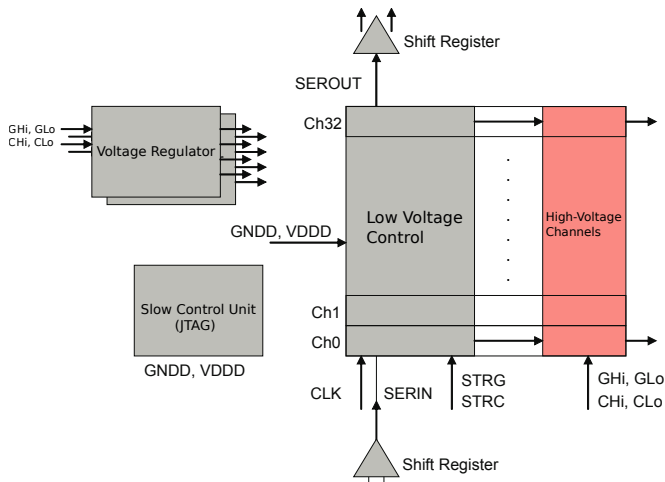 Shift Register
SEROUT
GHi, GLo
CHi, CLo
Voltage Regulator
Ch32
Low Voltage
Control
High-Voltage
Channels
GNDD, VDDD
Slow Control Unit
(JTAG)
GNDD, VDDD
Ch1
Ch0
CLK
SERIN
STRG
STRC
GHi, GLo
CHi, CLo
Shift Register